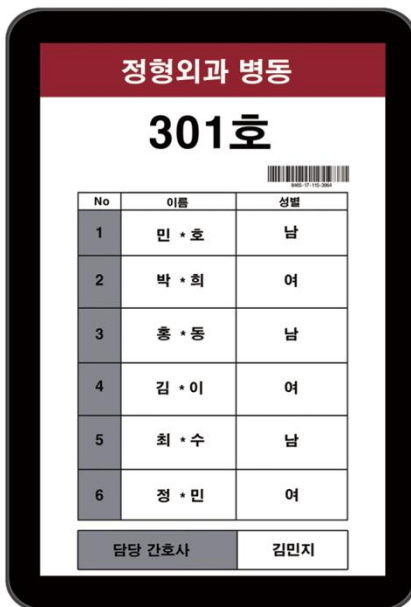 정형외과 병동
301호
No 이름 성별
1 민 * 호 남
2 박 * 희 여
3 홍 * 동 남
4 김 * 이 여
5 최 * 수 남
6 정 * 민 여
담당 간호사 김민지